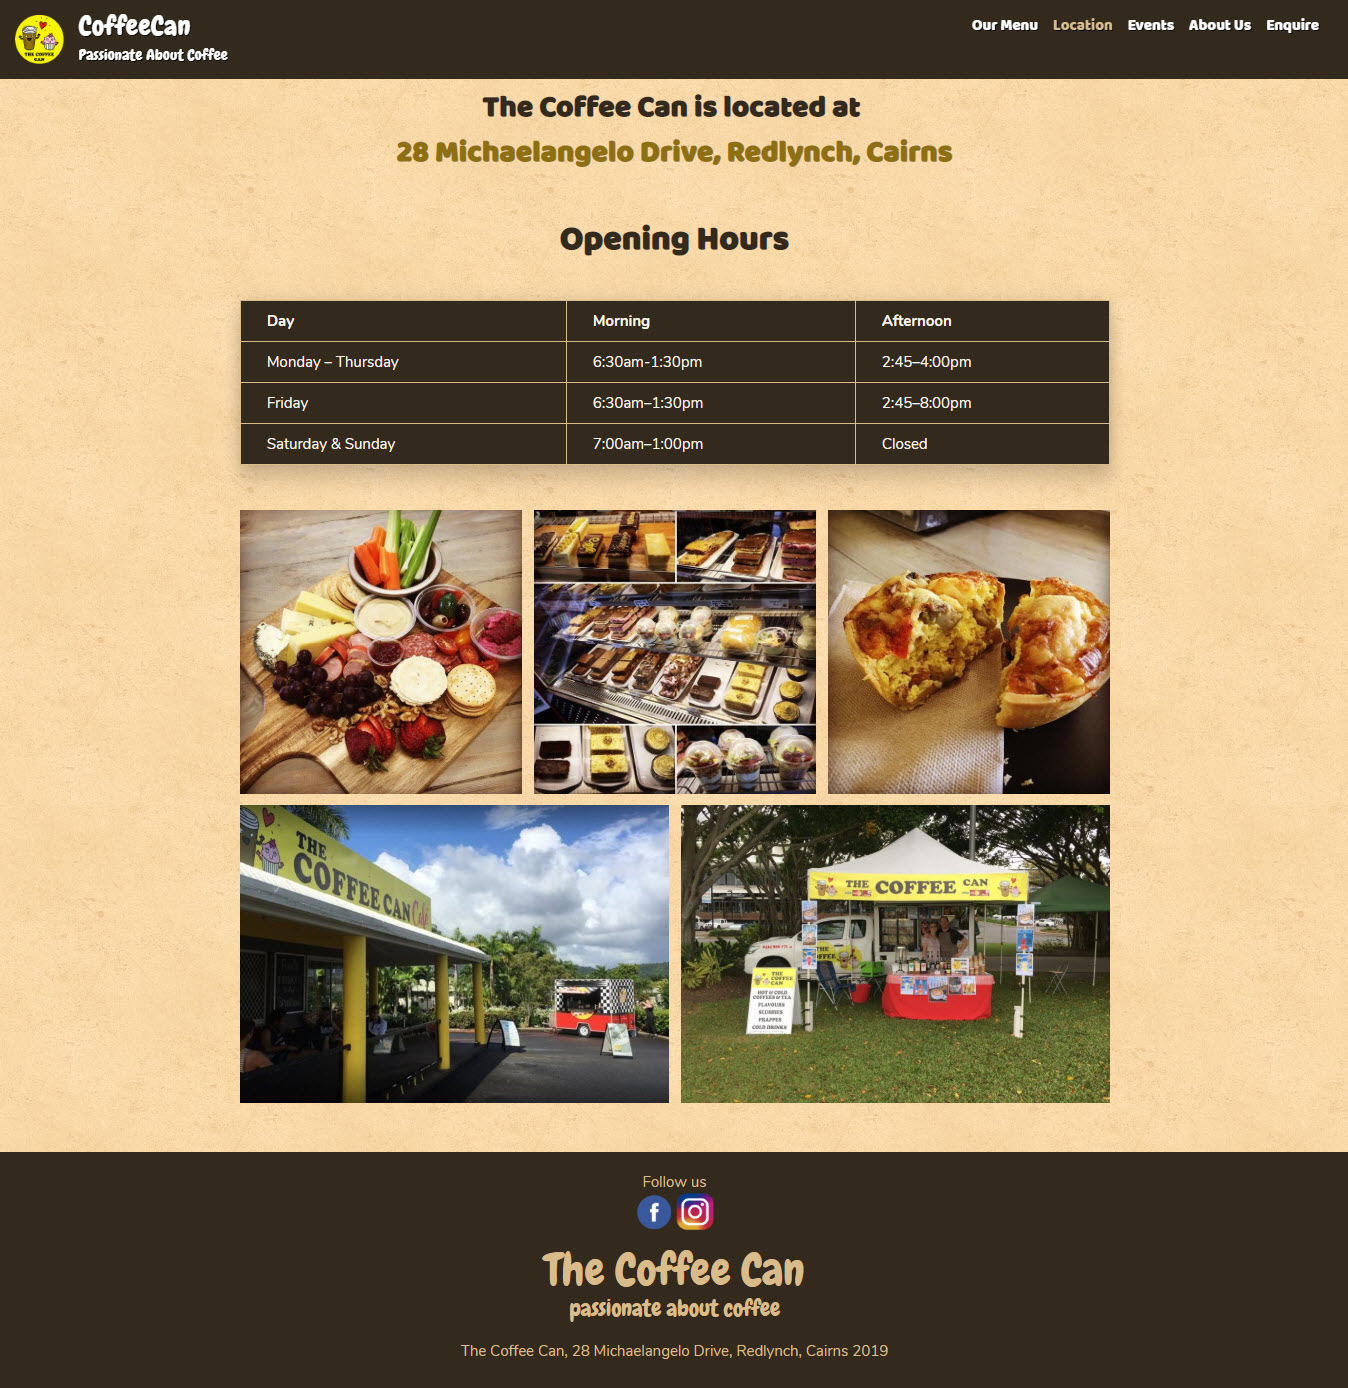 THE COFFEE
CAN
CoffeeCan
Passionate About Coffee
Our Menu Location Events About Us Enquire
The Coffee Can is located at
28 Michaelangelo Drive, Redlynch, Cairns
Opening Hours
Day Morning Afternoon
Monday – Thursday 6:30am-1:30pm 2:45–4:00pm
Friday 6:30am–1:30pm 2:45–8:00pm
Saturday & Sunday 7:00am–1:00pm Closed
THE
COFFEE CAN Café
THE COFFEE CAN
THE
COFFEE
THE
COFFEE
CAN
HOT & COLD
COFFEES & TEA
FLAVOURS
SLUSHIES
FRAPPES
COLD DRINKS
Follow us
The Coffee Can
passionate about coffee
The Coffee Can, 28 Michaelangelo Drive, Redlynch, Cairns 2019